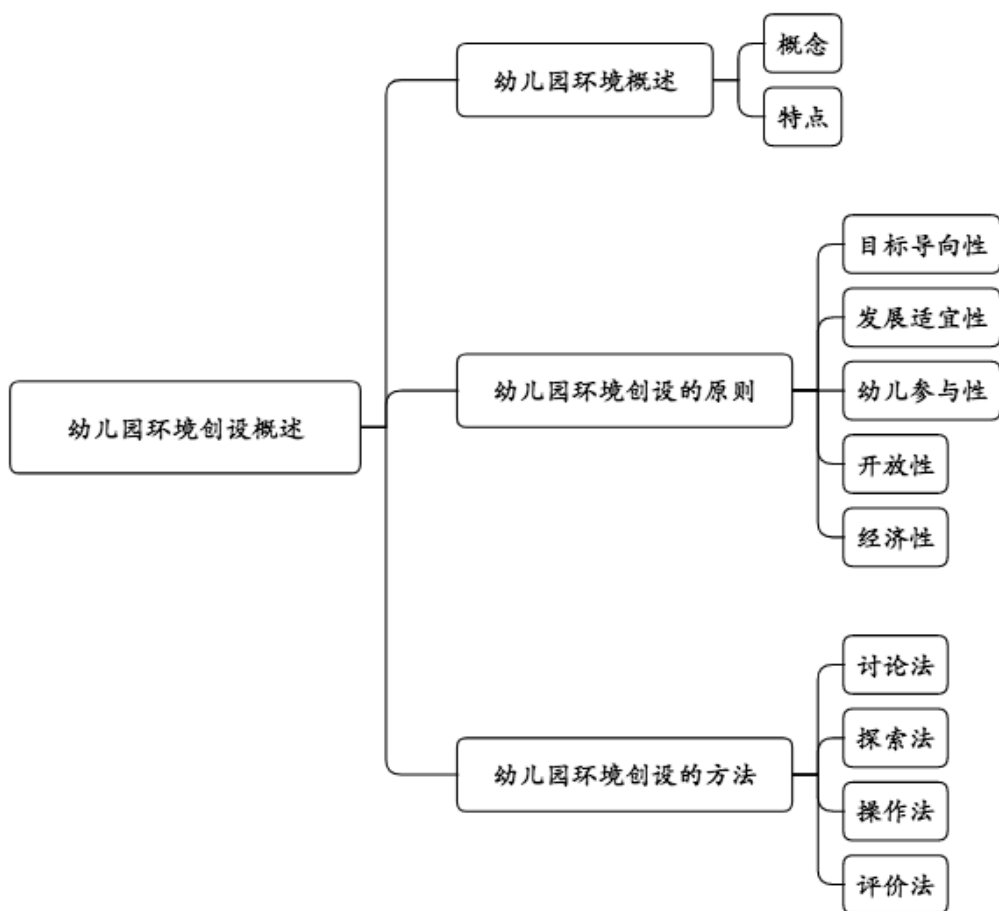 幼儿园环境创设概述
幼儿园环境概述
概念
特点
幼儿园环境创设的原则
目标导向性
发展适宜性
幼儿参与性
开放性
经济性
幼儿园环境创设的方法
讨论法
探索法
操作法
评价法